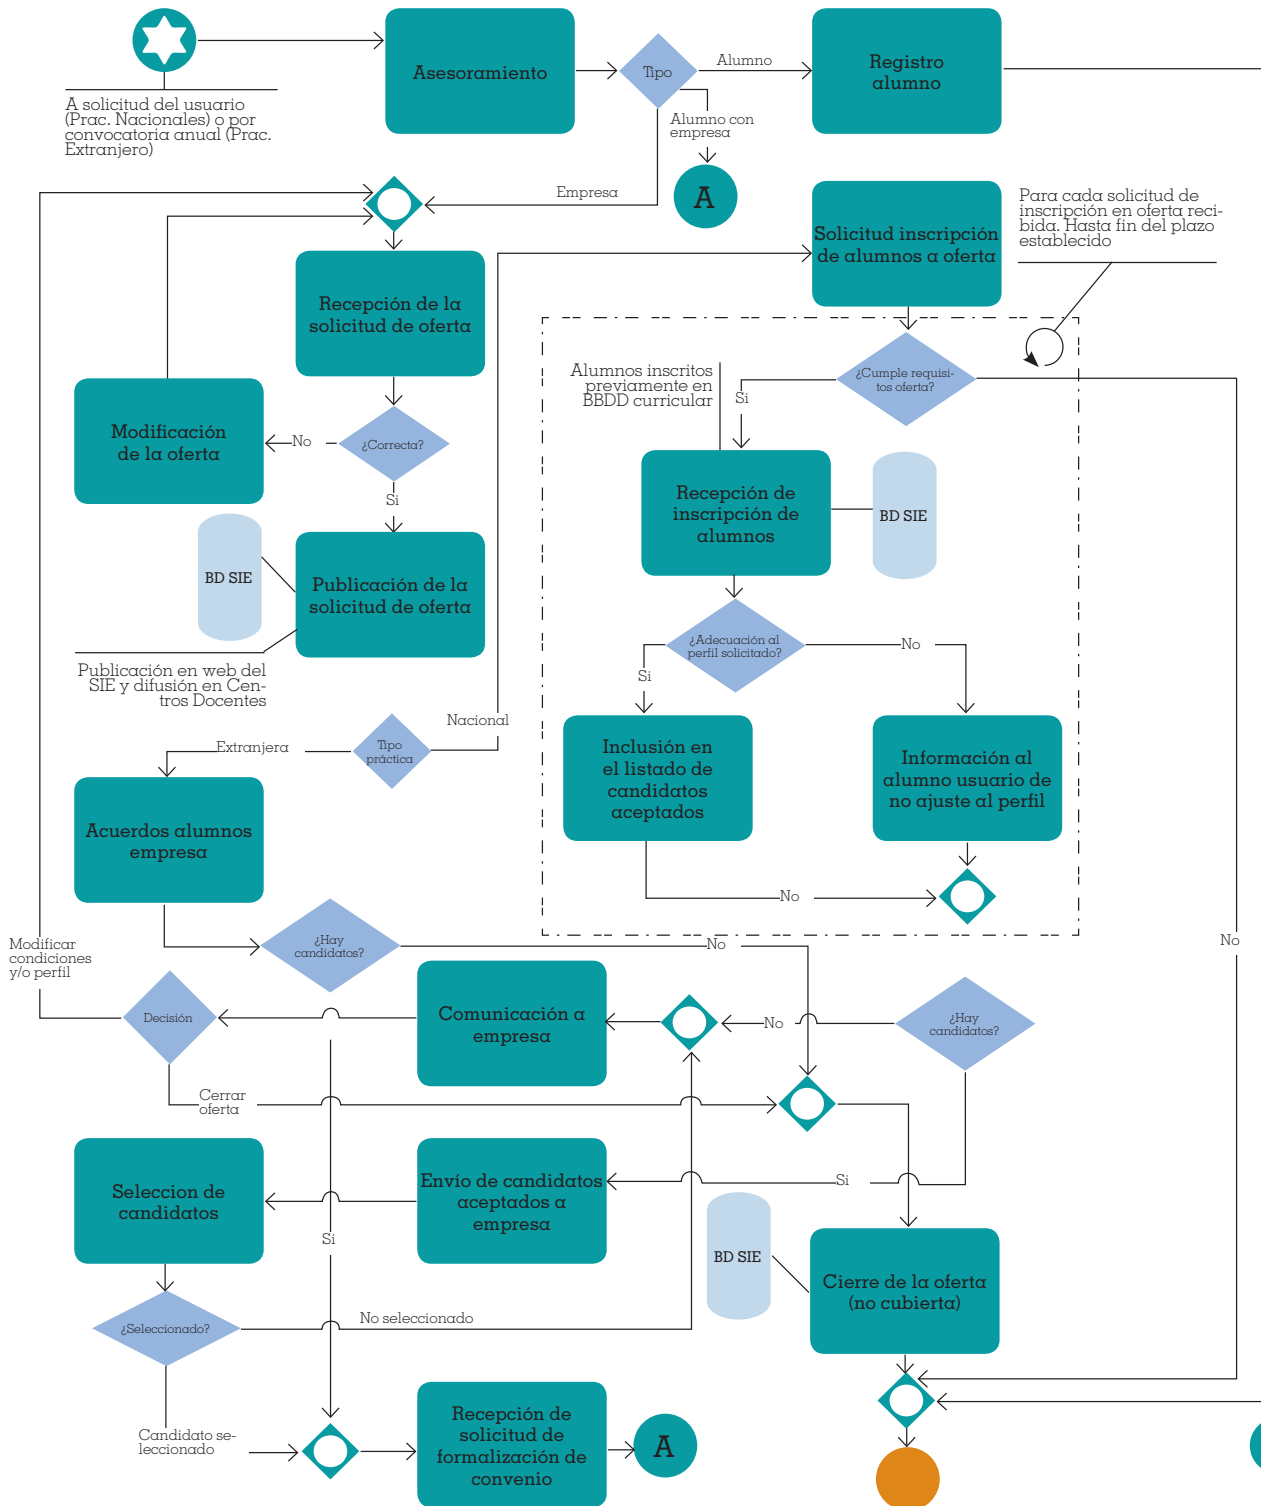 Asesoramiento
Tipo
Alumno
Registro
alumno
A solicitud del usuario
(Prac. Nacionales) o por
convocatoria anual (Prac.
Extranjero)
Alumno con
empresa
A
Empresa
Solicitud inscripción
de alumnos a oferta
Para cada solicitud de
inscripción en oferta reci-
bida. Hasta fin del plazo
establecido
Recepción de la
solicitud de oferta
Alumnos inscritos
previamente en
BBDD curricular
¿Cumple requisi-
tos oferta?
Si
Modificación
de la oferta
No
¿Correcta?
Si
Recepción de
inscripción de
alumnos
BD SIE
BD SIE
Publicación de la
solicitud de oferta
¿Adecuación al
perfil solicitado?
No
Si
Publicación en web del
SIE y difusión en Cen-
tros Docentes
Nacional
Extranjera
Tipo
práctica
Inclusión en
el listado de
candidatos
aceptados
Información al
alumno usuario de
no ajuste al perfil
Acuerdos alumnos
empresa
No
Modificar
condiciones
y/o perfil
¿Hay
candidatos?
No
No
Decisión
Comunicación a
empresa
No
¿Hay
candidatos?
Cerrar
oferta
Seleccion de
candidatos
Envío de candidatos
aceptados a
empresa
Si
Si
BD SIE
Cierre de la oferta
(no cubierta)
¿Seleccionado?
No seleccionado
Candidato se-
leccionado
Recepción de
solicitud de
formalización de
convenio
A